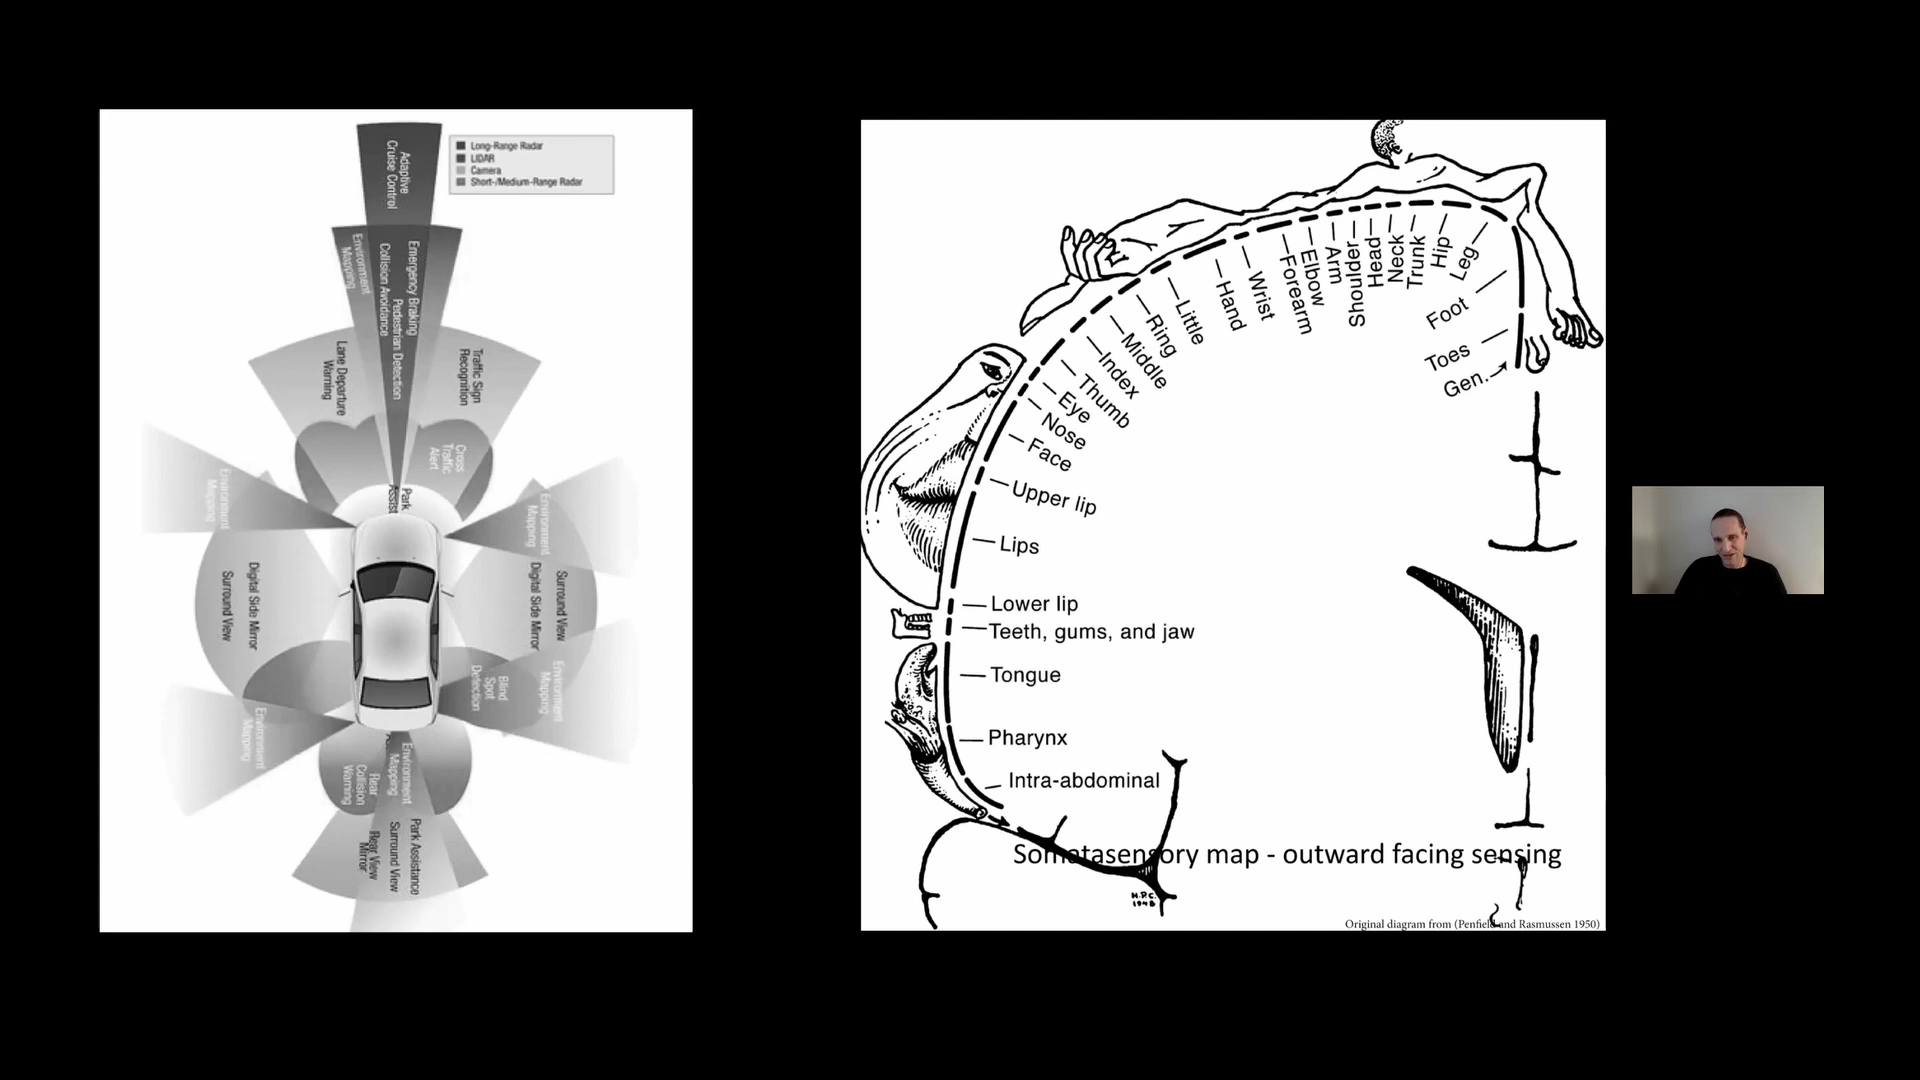 Long-Range Radar
LIDAR
Camera
Short-/Medium-Range Radar
Adaptive
Cruise Control
Environment
Mapping
Emergency Braking
Pedestrian Detection
Collision Avoidance
Lane Departure
Warning
Traffic Sign
Recognition
Cross
Traffic
Alert
Park
Assist
Environment
Mapping
Environment
Mapping
Digital Side Mirror
Surround View
Surround View
Digital Side Mirror
Blind
Spot
Detection
Environment
Mapping
Environment
Mapping
Environment
Mapping
Rear
Collision
Warning
Park Assistance
Surround View
Rear View
Mirror
Leg
Hip
Trunk
Neck
Head
Shoulder
Arm
Elbow
Forearm
Wrist
Hand
Little
Ring
Middle
Index
Thumb
Eye
Nose
Face
Upper lip
Lips
Lower lip
Teeth, gums, and jaw
Tongue
Pharynx
Intra-abdominal
Foot
Toes
Gen.
Somatasensory map - outward facing sensing
H.P.C.
1948
Original diagram from (Penfield and Rasmussen 1950)